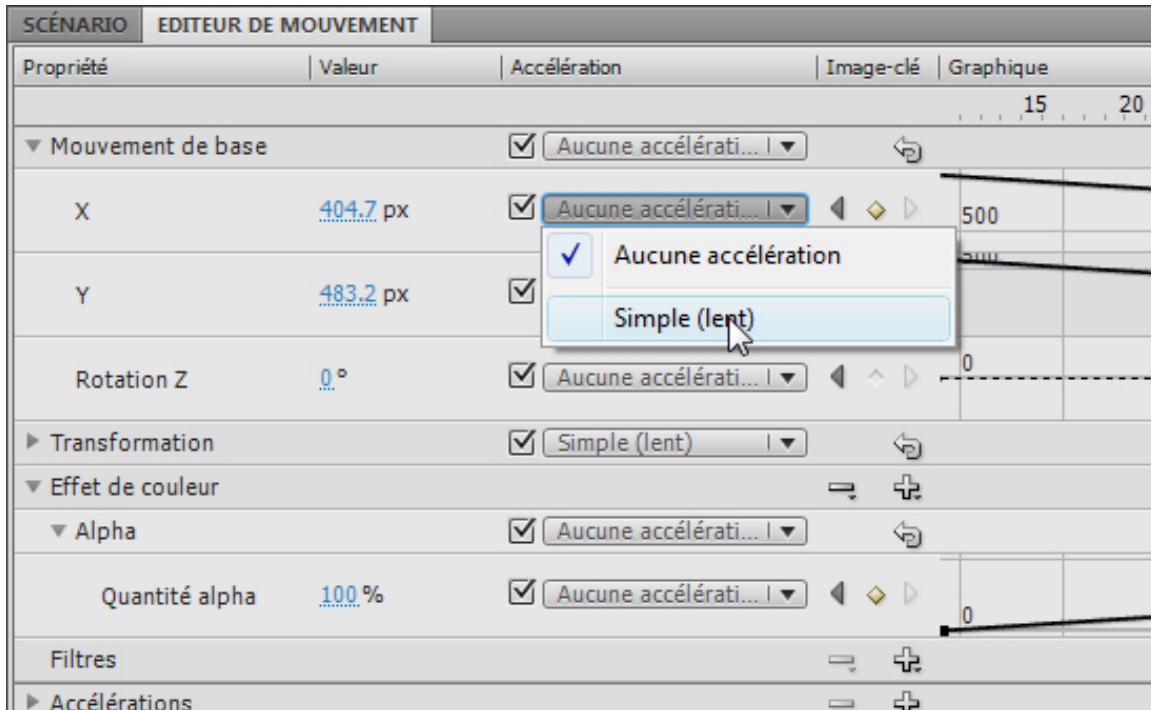 SCÉNARIO EDITEUR DE MOUVEMENT
Propriété Valeur Accélération Image-clé Graphique
15 20
Mouvement de base Aucune accélérati...
X 404.7 px Aucune accélérati... 500
Aucune accélération
500
Y 483.2 px
Simple (lent)
Rotation Z 0° Aucune accélérati... 0
Transformation Simple (lent)
Effet de couleur
Alpha Aucune accélérati...
Quantité alpha 100 % Aucune accélérati... 0
Filtres
Accélérations